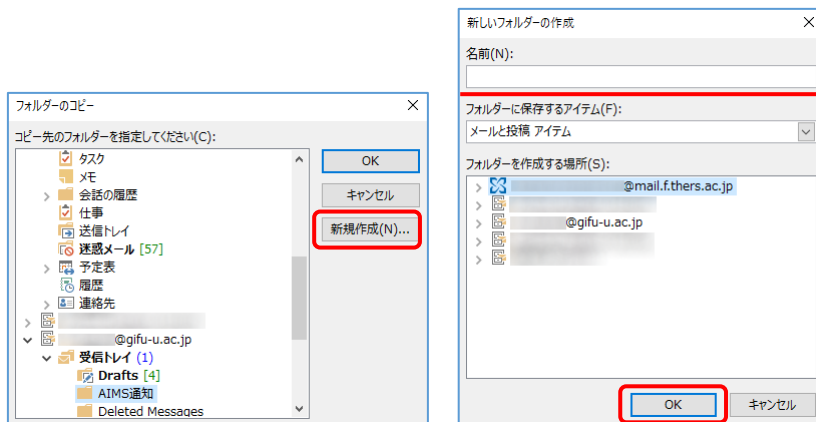 フォルダーのコピー
コピー先のフォルダーを指定してください(C):
タスク
メモ
会話の履歴
仕事
送信トレイ
迷惑メール [57]
予定表
履歴
連絡先
@gifu-u.ac.jp
受信トレイ (1)
Drafts [4]
AIMS通知
Deleted Messages
OK
キャンセル
新規作成(N)...
新しいフォルダーの作成
名前(N):
フォルダーに保存するアイテム(F):
メールと投稿 アイテム
フォルダーを作成する場所(S):
@mail.f.thers.ac.jp
@gifu-u.ac.jp
OK
キャンセル